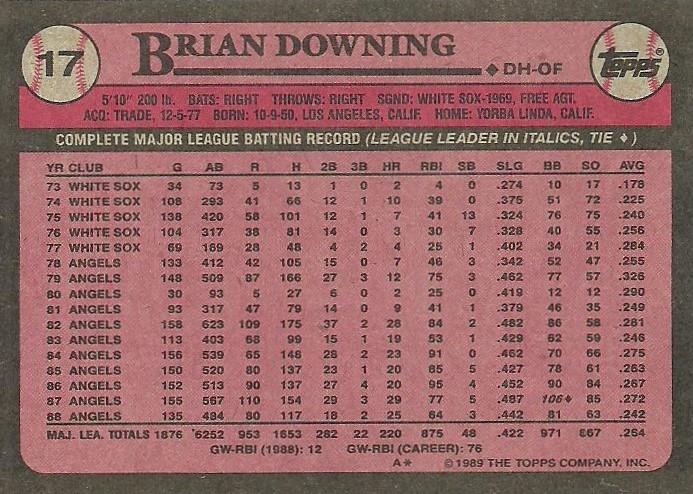 17
BRIAN DOWNING
♦ DH-OF
TOPPS®
5'10" 200 lb. BATS: RIGHT THROWS: RIGHT SGND: WHITE SOX-1969, FREE AGT.
ACQ: TRADE, 12-5-77 BORN: 10-9-50, LOS ANGELES, CALIF. HOME: YORBA LINDA, CALIF.
COMPLETE MAJOR LEAGUE BATTING RECORD (LEAGUE LEADER IN ITALICS, TIE ♦)
YR CLUB G AB R H 2B 3B HR RBI SB SLG BB SO AVG
73 WHITE SOX 34 73 5 13 1 0 2 4 0 .274 10 17 .178
74 WHITE SOX 108 293 41 66 12 1 10 39 0 .375 51 72 .225
75 WHITE SOX 138 420 58 101 12 1 7 41 13 .324 76 75 .240
76 WHITE SOX 104 317 38 81 14 0 3 30 7 .328 40 55 .256
77 WHITE SOX 69 169 28 48 4 2 4 25 1 .402 34 21 .284
78 ANGELS 133 412 42 105 15 0 7 46 3 .342 52 47 .255
79 ANGELS 148 509 87 166 27 3 12 75 3 .462 77 57 .326
80 ANGELS 30 93 5 27 6 0 2 25 0 .419 12 12 .290
81 ANGELS 93 317 47 79 14 0 9 41 1 .379 46 35 .249
82 ANGELS 158 623 109 175 37 2 28 84 2 .482 86 58 .281
83 ANGELS 113 403 68 99 15 1 19 53 1 .429 62 59 .246
84 ANGELS 156 539 65 148 28 2 23 91 0 .462 70 66 .275
85 ANGELS 150 520 80 137 23 1 20 85 5 .427 78 61 .263
86 ANGELS 152 513 90 137 27 4 20 95 4 .452 90 84 .267
87 ANGELS 155 567 110 154 29 3 29 77 5 .487 106♦ 85 .272
88 ANGELS 135 484 80 117 18 2 25 64 3 .442 81 63 .242
MAJ. LEA. TOTALS 1876 6252 953 1653 282 22 220 875 48 .422 971 867 .264
GW-RBI (1988): 12 GW-RBI (CAREER): 76
A* © 1989 THE TOPPS COMPANY, INC.